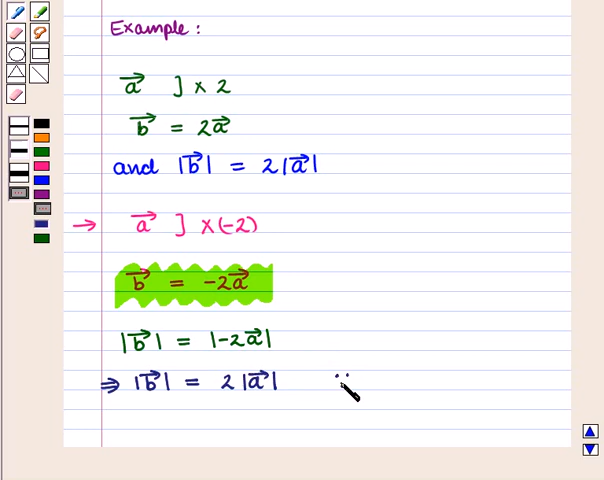 Example :
a⃗ ] × 2
b⃗ = 2a⃗
and |b⃗| = 2|a⃗|
→ a⃗ ] ×(-2)
b⃗ = -2a⃗
|b⃗| = |-2a⃗|
⇒ |b⃗| = 2|a⃗| ∵